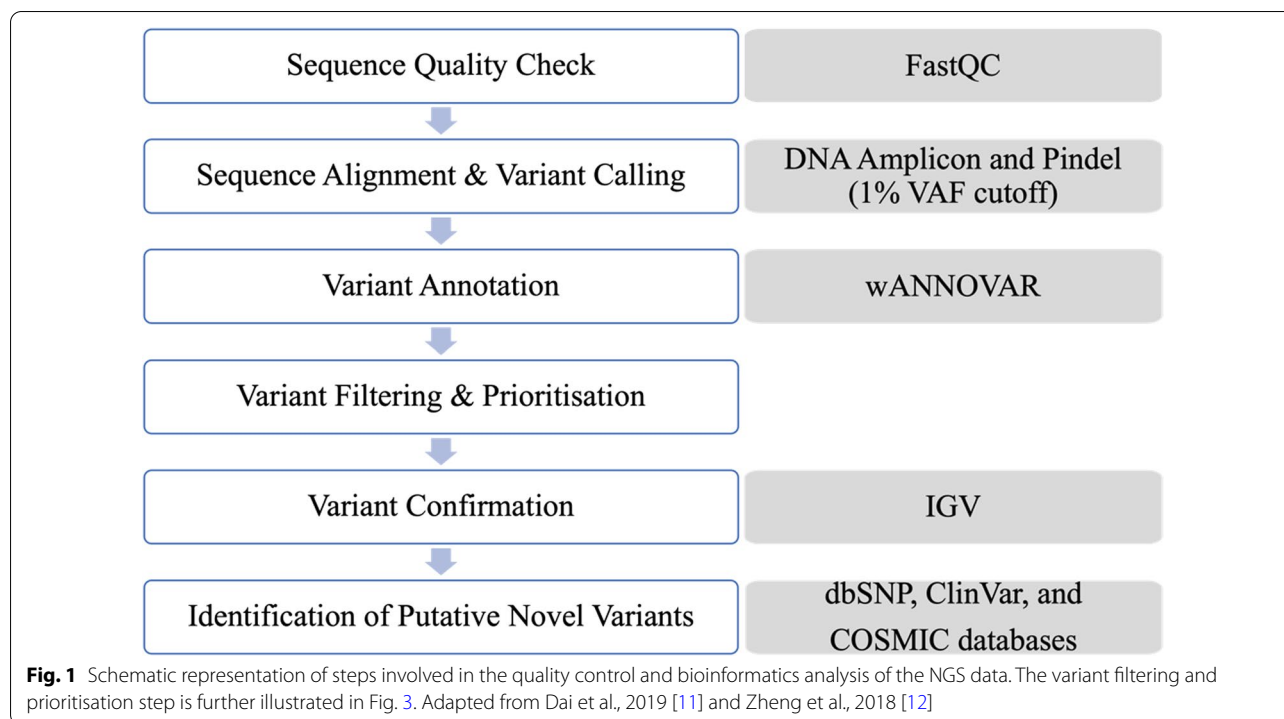 Sequence Quality Check
FastQC
Sequence Alignment & Variant Calling
DNA Amplicon and Pindel
(1% VAF cutoff)
Variant Annotation
wANNOVAR
Variant Filtering & Prioritisation
Variant Confirmation
IGV
Identification of Putative Novel Variants
dbSNP, ClinVar, and
COSMIC databases
Fig. 1 Schematic representation of steps involved in the quality control and bioinformatics analysis of the NGS data. The variant filtering and
prioritisation step is further illustrated in Fig. 3. Adapted from Dai et al., 2019 [11] and Zheng et al., 2018 [12]